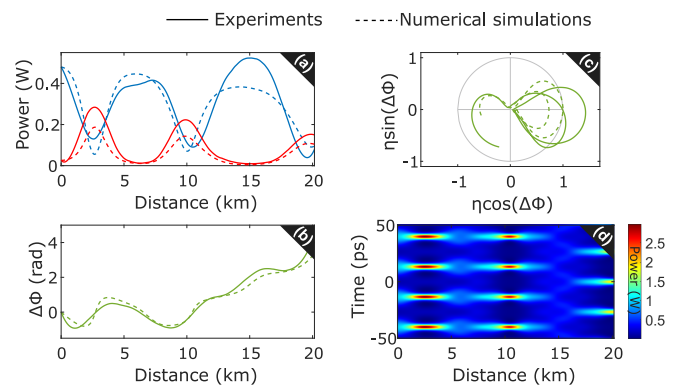 Experiments
Numerical simulations
(a)
Power (W)
0.4
0.2
0
0
5
10
15
20
Distance (km)
(c)
ηsin(ΔΦ)
1
0
-1
-1
0
1
ηcos(ΔΦ)
(b)
ΔΦ (rad)
4
2
0
0
5
10
15
20
Distance (km)
(d)
Time (ps)
50
0
-50
0
5
10
15
20
Distance (km)
Power (W)
2.5
2
1.5
1
0.5